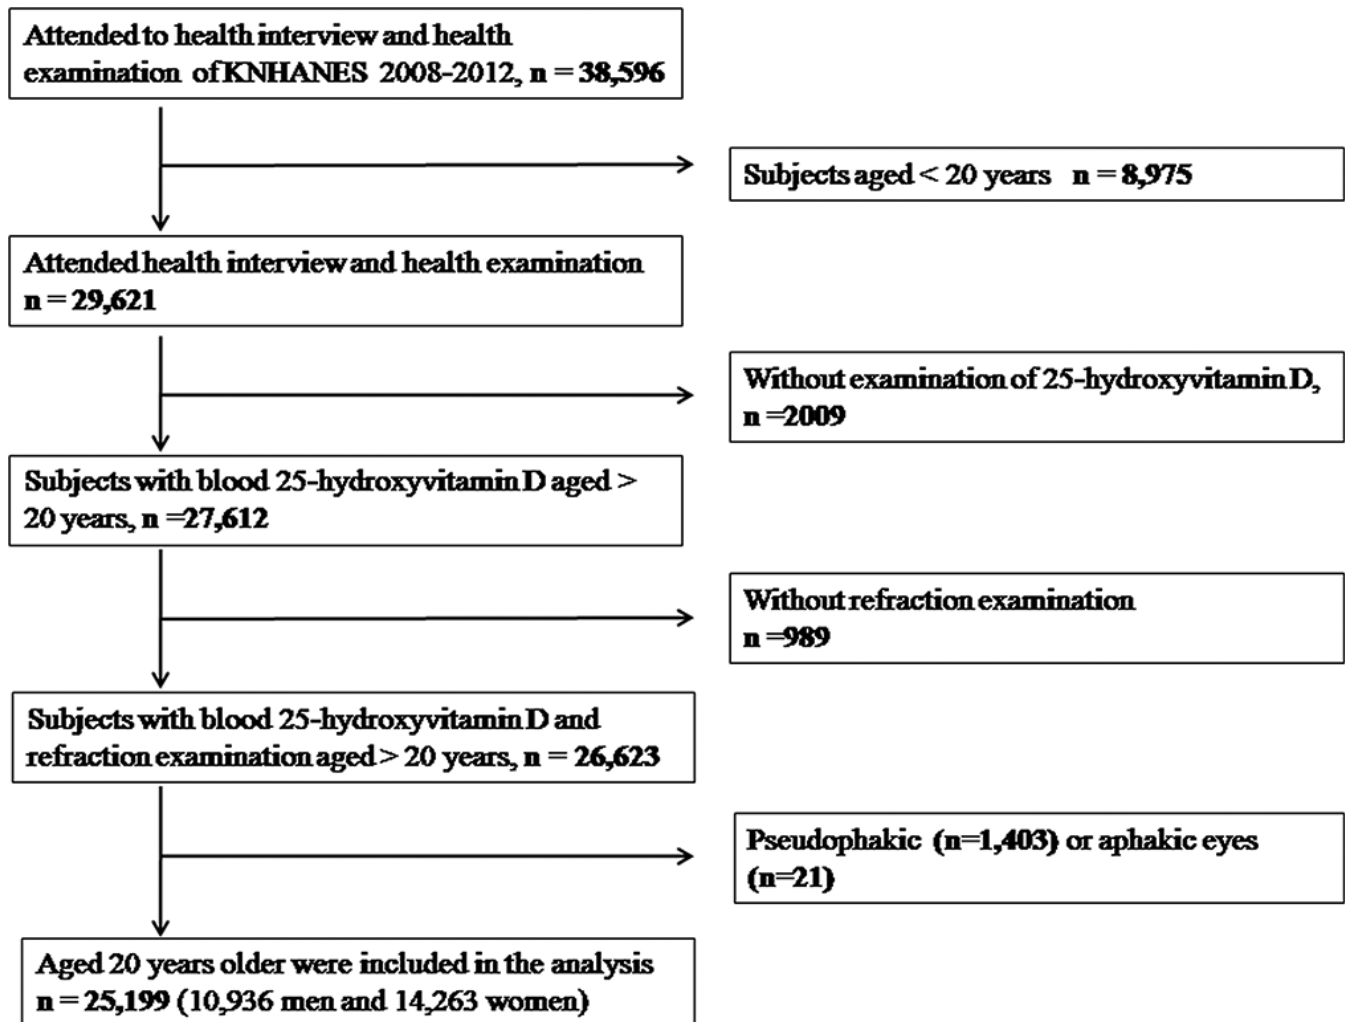 Attended to health interview and health
examination of KNHANES 2008-2012, n = 38,596
Subjects aged < 20 years n = 8,975
Attended health interview and health examination
n = 29,621
Without examination of 25-hydroxyvitamin D,
n =2009
Subjects with blood 25-hydroxyvitamin D aged >
20 years, n =27,612
Without refraction examination
n =989
Subjects with blood 25-hydroxyvitamin D and
refraction examination aged > 20 years, n = 26,623
Pseudophakic (n=1,403) or aphakic eyes
(n=21)
Aged 20 years older were included in the analysis
n = 25,199 (10,936 men and 14,263 women)